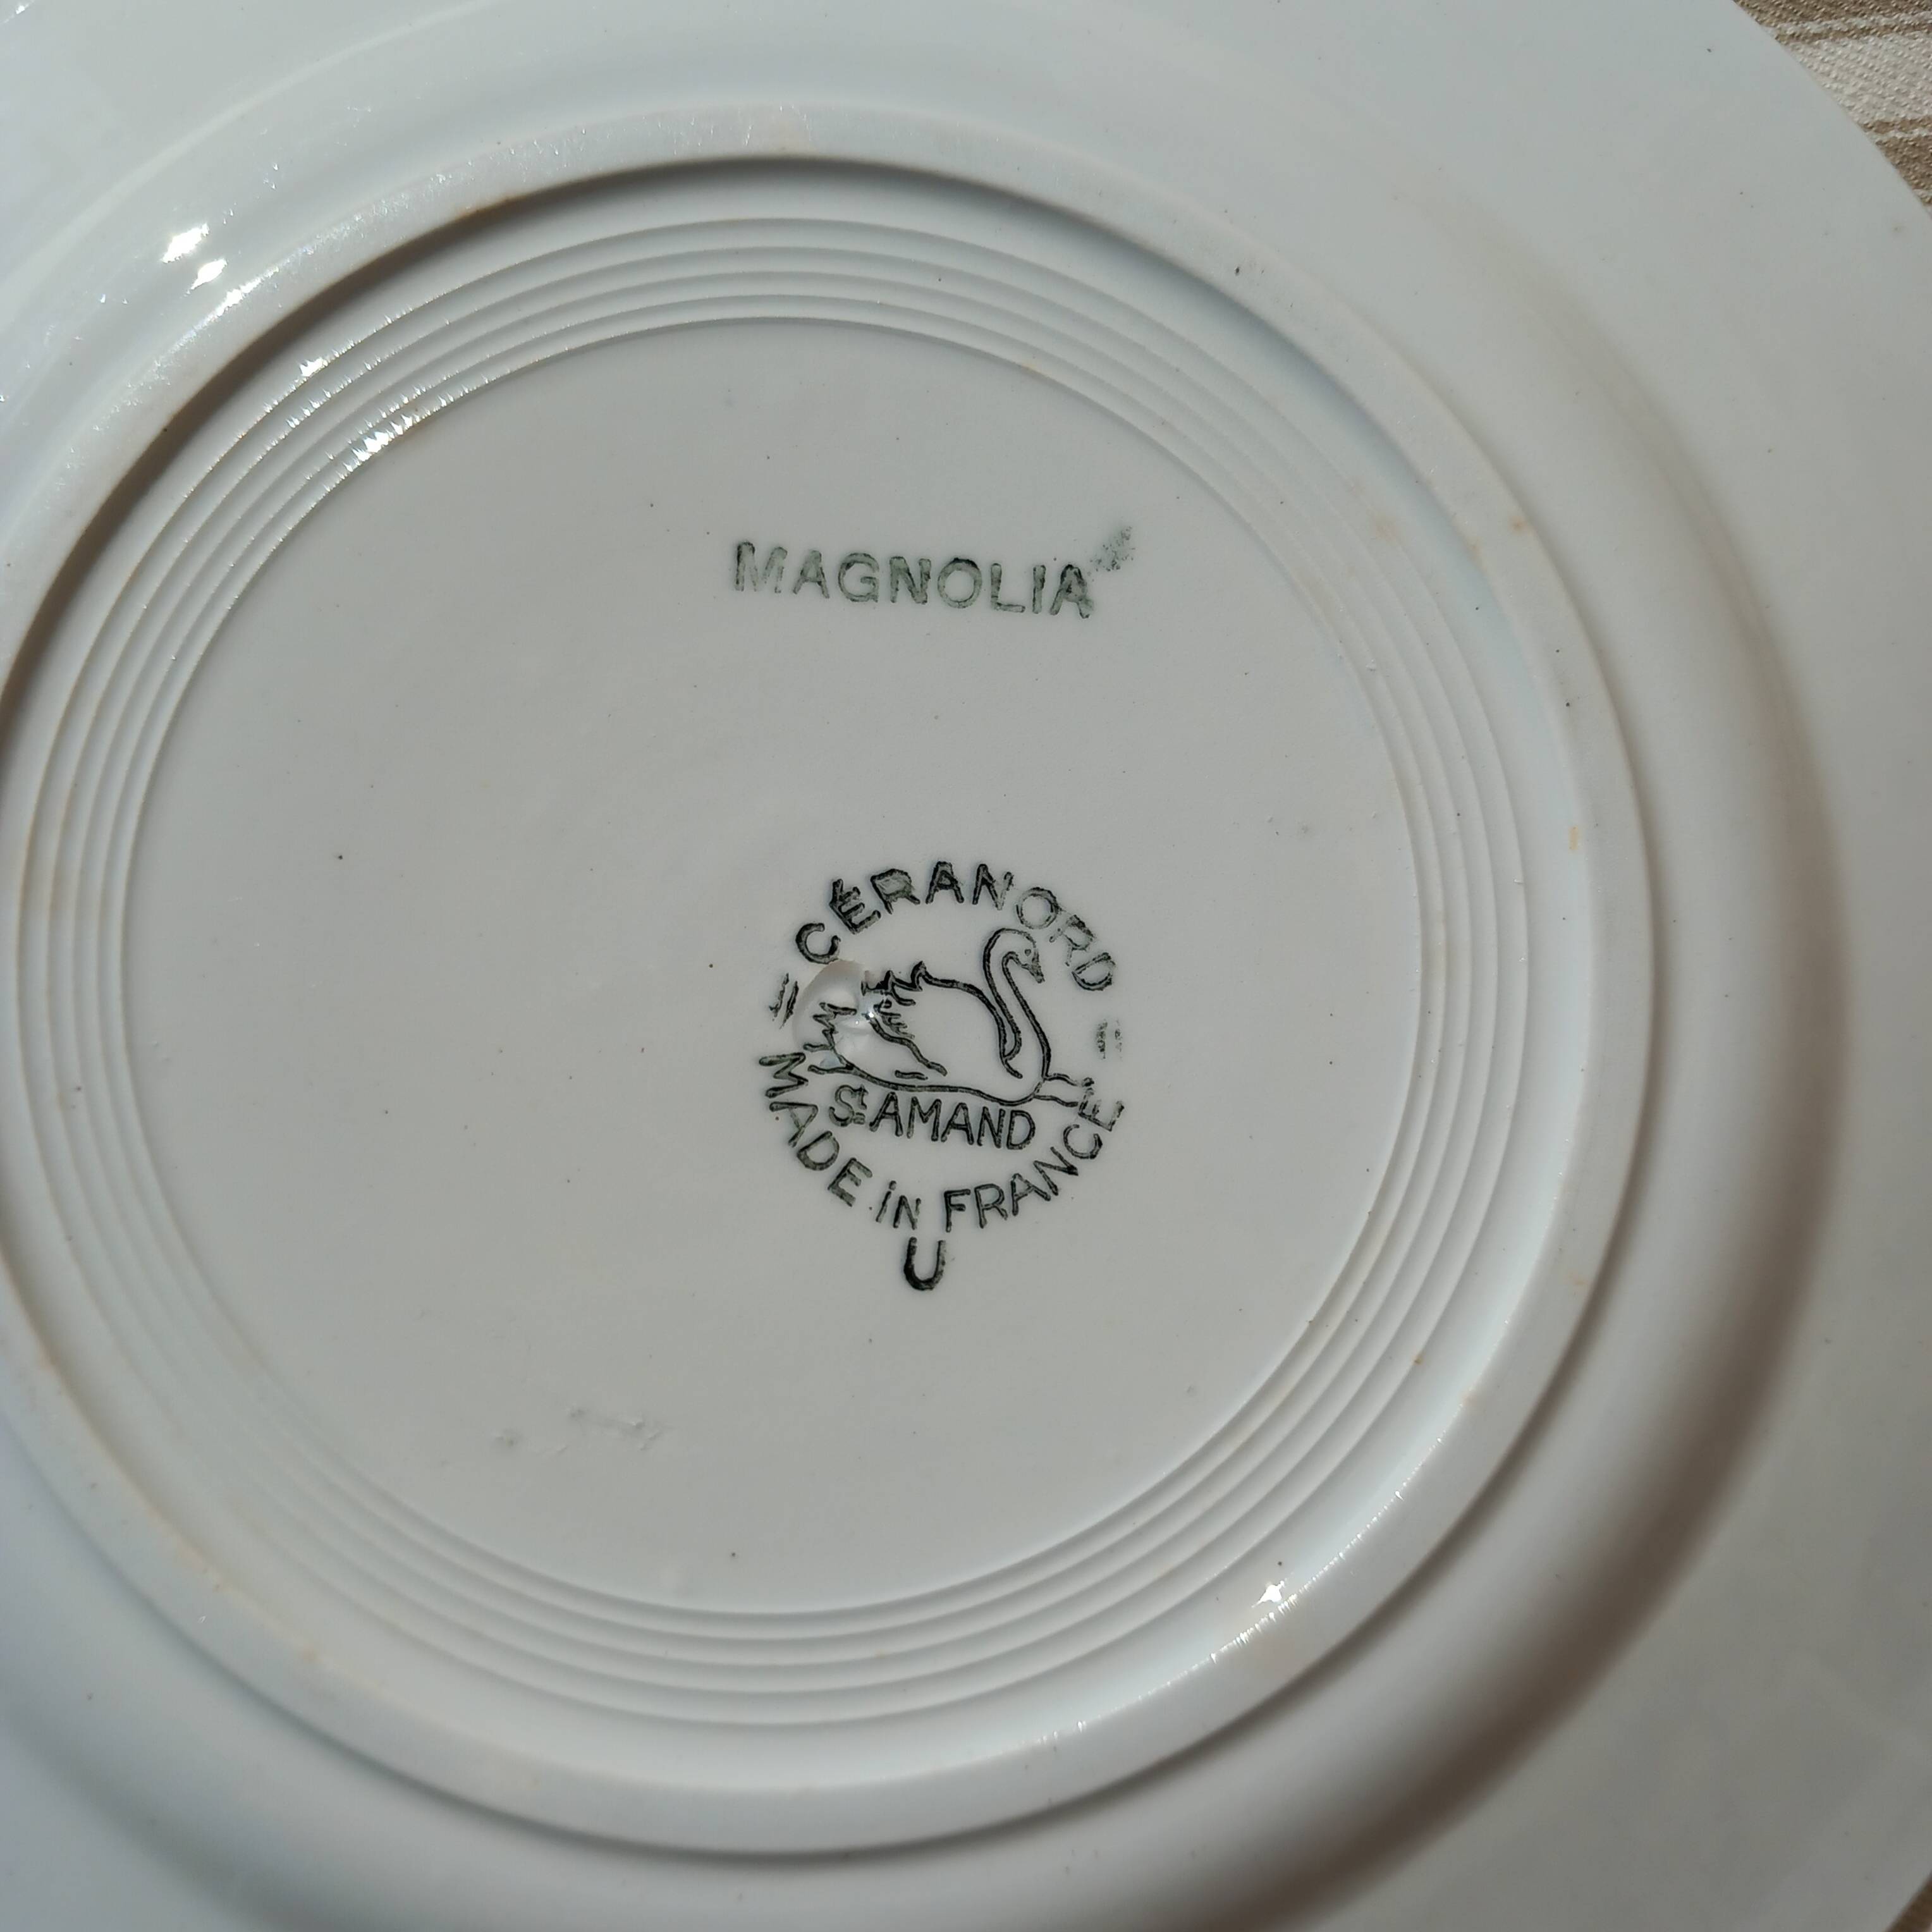 MAGNOLIA
CÉRANORD
St AMAND
MADE iN FRANCE
U